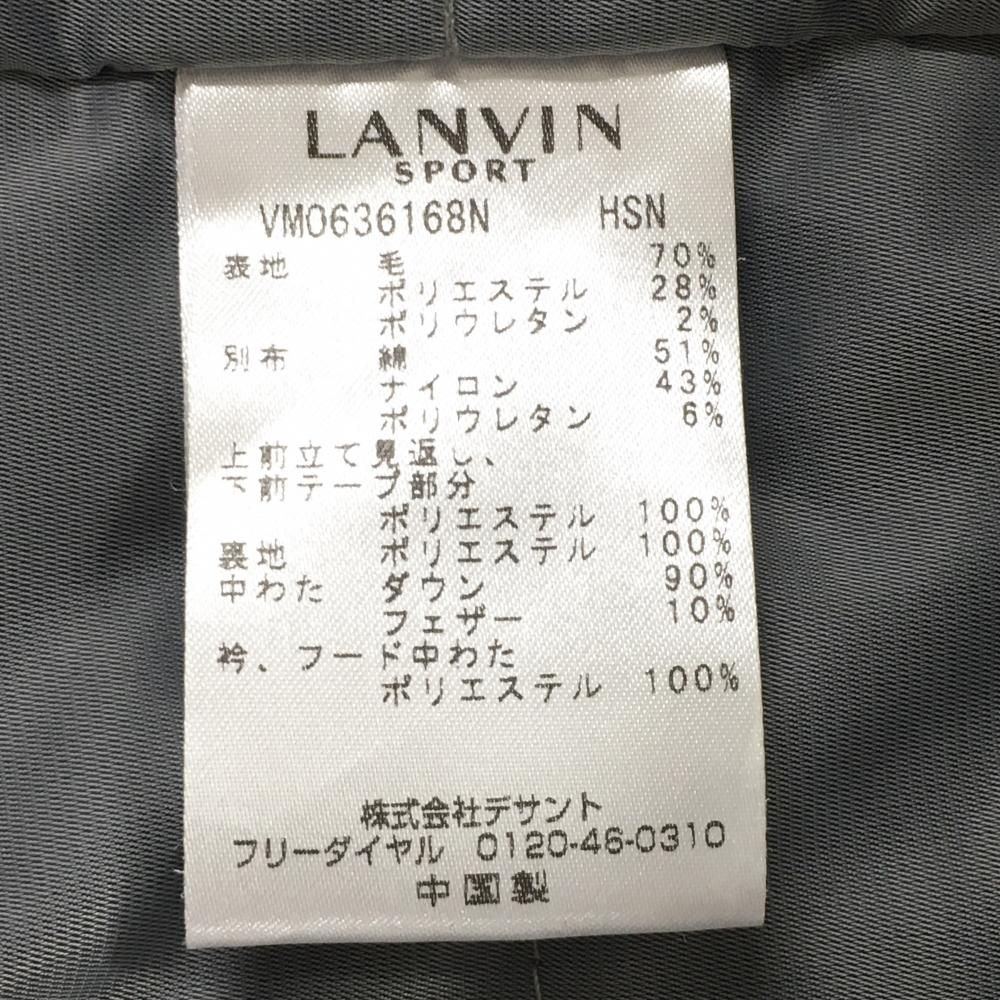 LANVIN
SPORT
VM0636168N HSN
表地 毛 70%
ポリエステル 28%
ポリウレタン 2%
別布 綿 51%
ナイロン 43%
ポリウレタン 6%
上前立て見返し、
下前テープ部分
ポリエステル 100%
裏地 ポリエステル 100%
中わた ダウン 90%
フェザー 10%
衿、フード中わた
ポリエステル 100%
株式会社デサント
フリーダイヤル 0120-46-0310
中国製